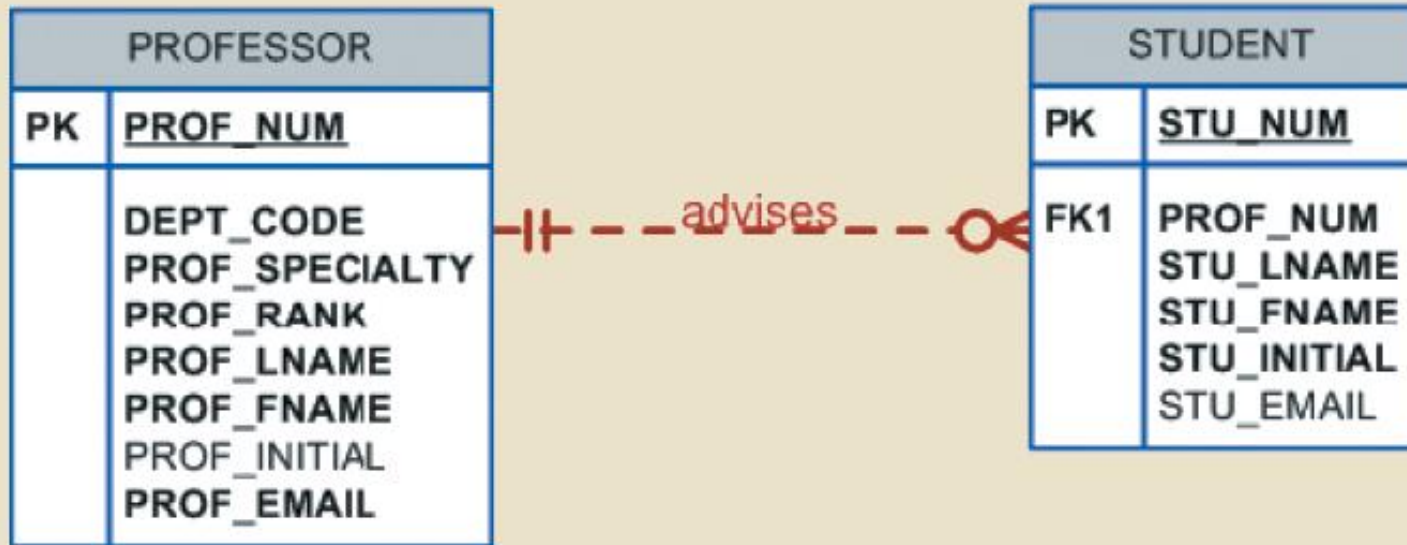 PROFESSOR
PK PROF_NUM
DEPT_CODE
PROF_SPECIALTY
PROF_RANK
PROF_LNAME
PROF_FNAME
PROF_INITIAL
PROF_EMAIL
advises
STUDENT
PK STU_NUM
FK1 PROF_NUM
STU_LNAME
STU_FNAME
STU_INITIAL
STU_EMAIL